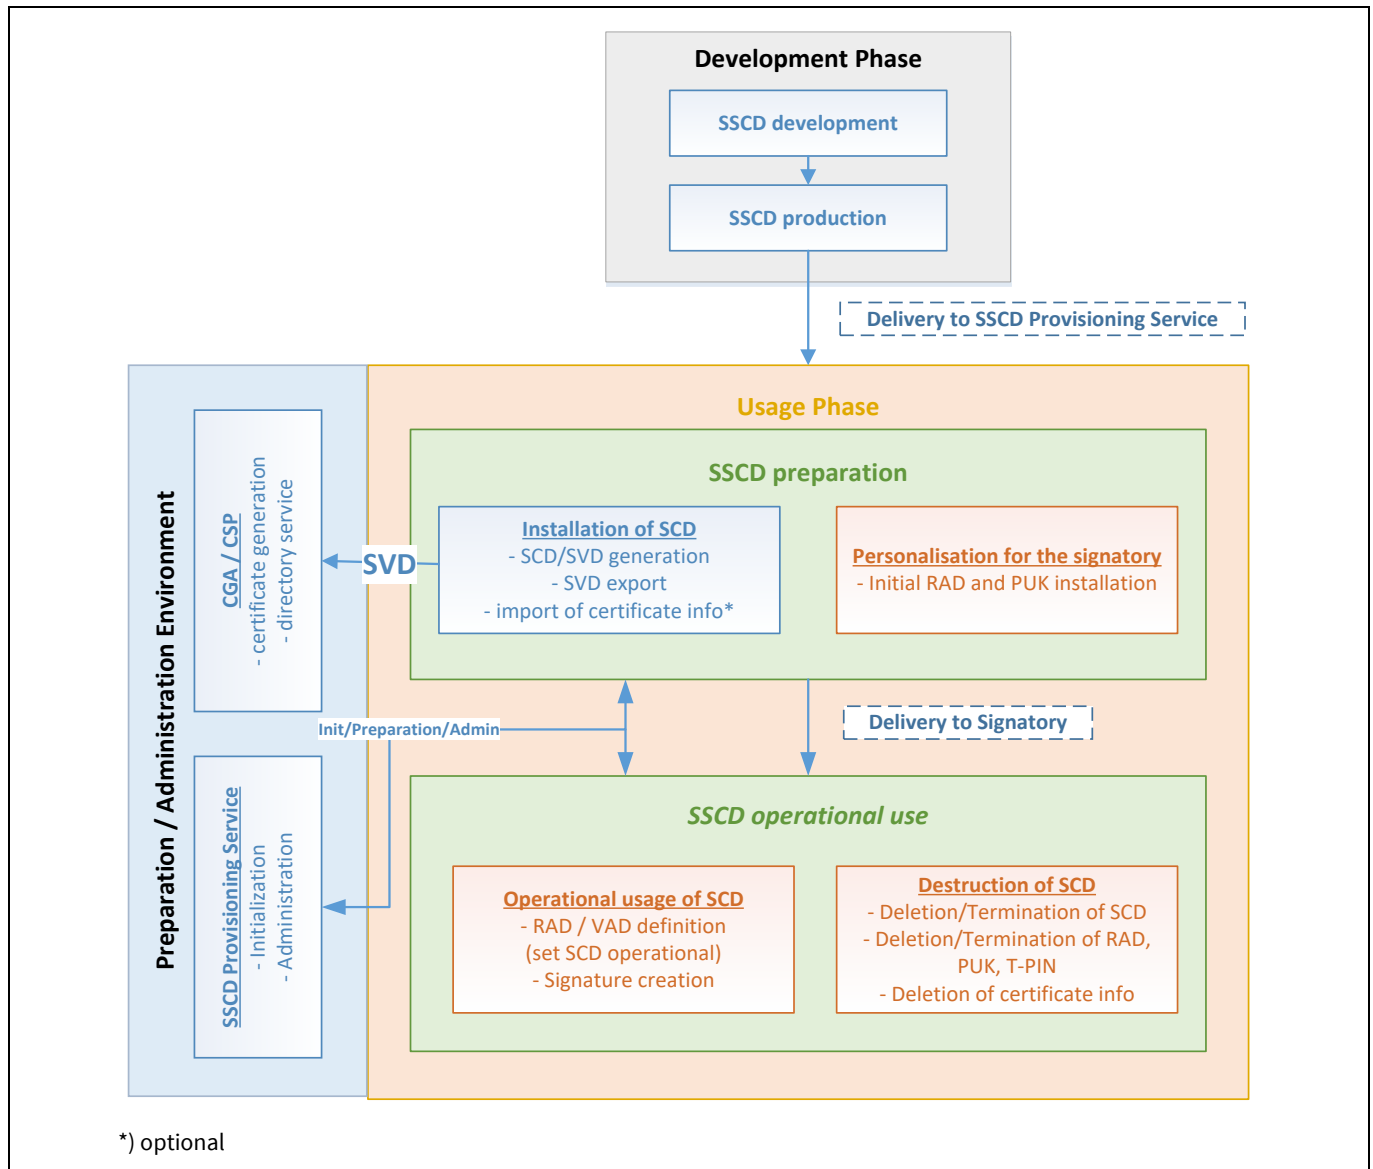 Development Phase
SSCD development
SSCD production
Delivery to SSCD Provisioning Service
Preparation / Administration Environment
CGA / CSP
- certificate generation
- directory service
SSCD Provisioning Service
- Initialization
- Administration
Usage Phase
SSCD preparation
Installation of SCD
- SCD/SVD generation
- SVD export
- import of certificate info*
SVD
Personalisation for the signatory
- Initial RAD and PUK installation
Init/Preparation/Admin
Delivery to Signatory
SSCD operational use
Operational usage of SCD
- RAD / VAD definition
(set SCD operational)
- Signature creation
Destruction of SCD
- Deletion/Termination of SCD
- Deletion/Termination of RAD,
PUK, T-PIN
- Deletion of certificate info
*) optional